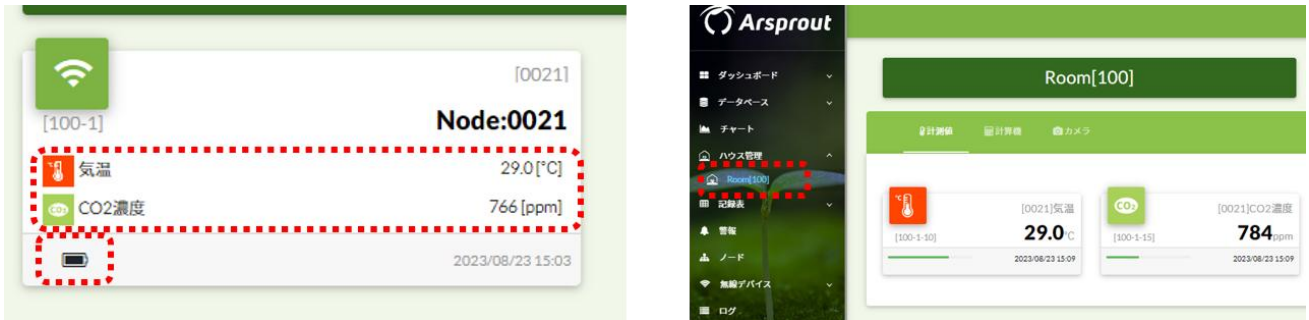 [0021]
[100-1]
Node:0021
℃ 気温 29.0 [°C]
CO₂ CO2濃度 766 [ppm]
2023/08/23 15:03
Arsprout
ダッシュボード
データベース
チャート
ハウス管理
Room[100]
記録表
警報
ノード
無線デバイス
ログ
Room[100]
計測値 計算機 カメラ
℃
[0021]気温
[100-1-10] 29.0°C
2023/08/23 15:09
CO₂
[0021]CO2濃度
[100-1-15] 784ppm
2023/08/23 15:09